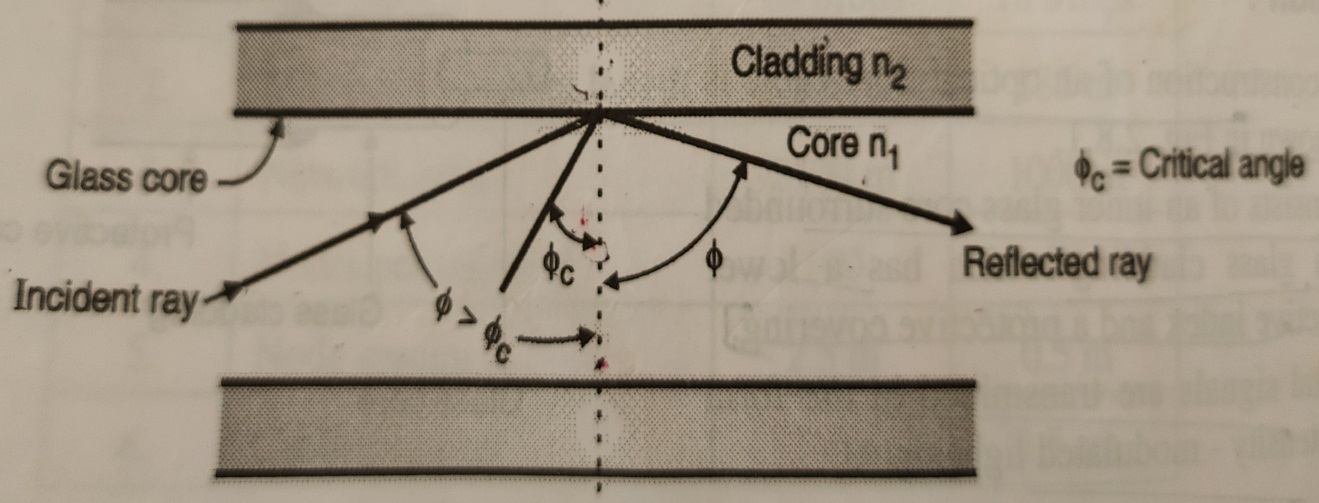 Cladding n₂
Core n₁
Glass core
ϕc = Critical angle
ϕc
ϕ
Reflected ray
Incident ray
ϕ > ϕc